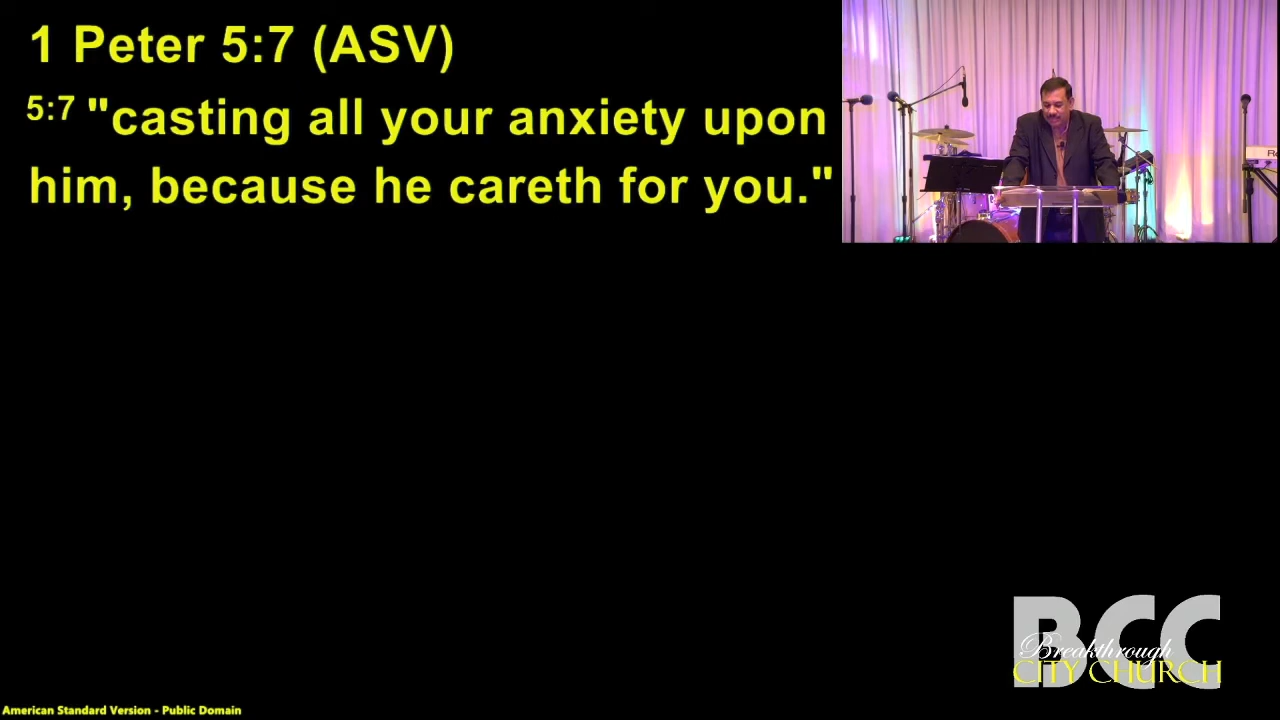 1 Peter 5:7 (ASV)
5:7 "casting all your anxiety upon
him, because he careth for you."
BCC
Breakthrough
CITY CHURCH
American Standard Version - Public Domain